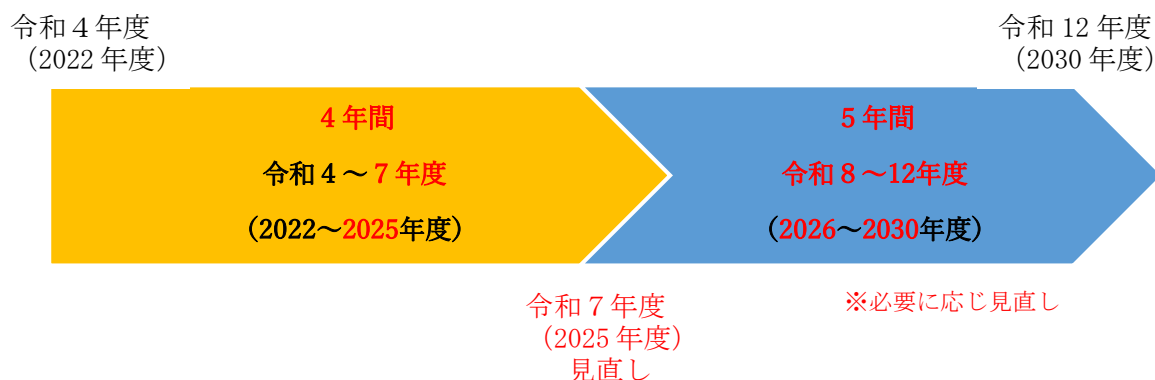 令和４年度
（2022 年度）
令和 12 年度
（2030 年度）
４年間
令和４～７年度
（2022～2025年度）
５年間
令和８～12年度
（2026～2030年度）
令和７年度
（2025 年度）
見直し
※必要に応じ見直し